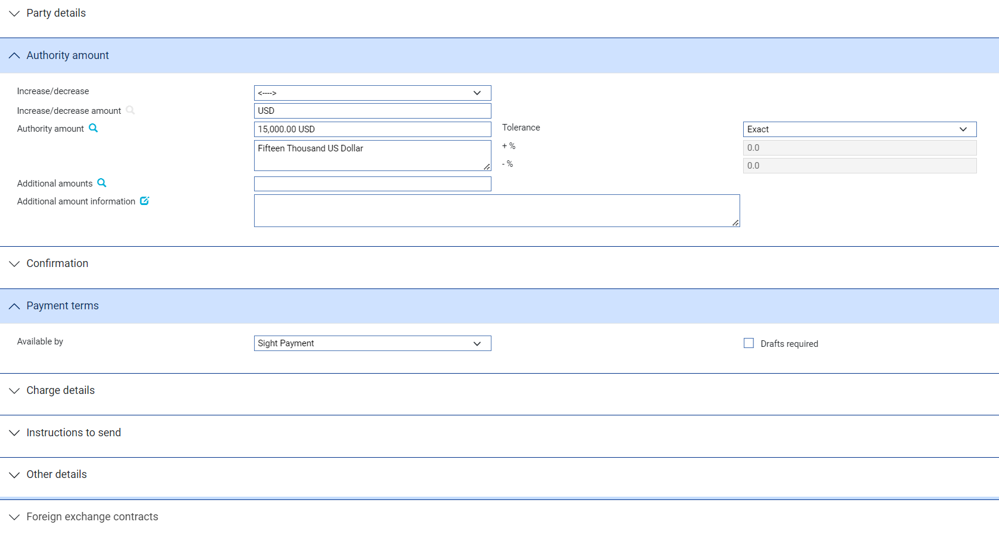 Party details
Authority amount
Increase/decrease
<---->
Increase/decrease amount
USD
Authority amount
15,000.00 USD
Tolerance
Exact
Fifteen Thousand US Dollar
+ %
0.0
- %
0.0
Additional amounts
Additional amount information
Confirmation
Payment terms
Available by
Sight Payment
Drafts required
Charge details
Instructions to send
Other details
Foreign exchange contracts